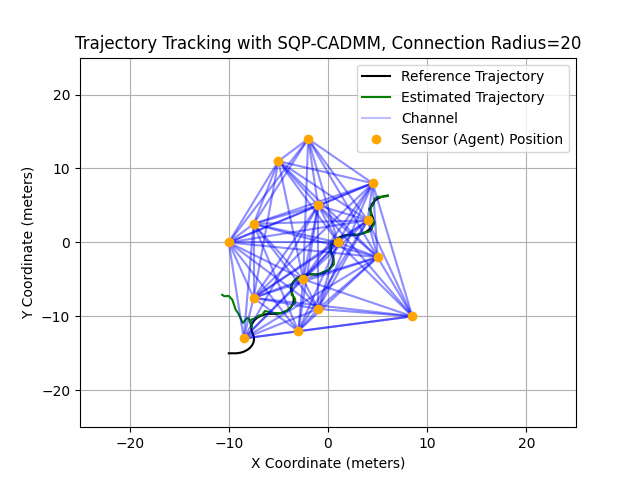 Trajectory Tracking with SQP-CADMM, Connection Radius=20
Reference Trajectory
Estimated Trajectory
Channel
Sensor (Agent) Position
Y Coordinate (meters)
20
10
0
−10
−20
−20 −10 0 10 20
X Coordinate (meters)